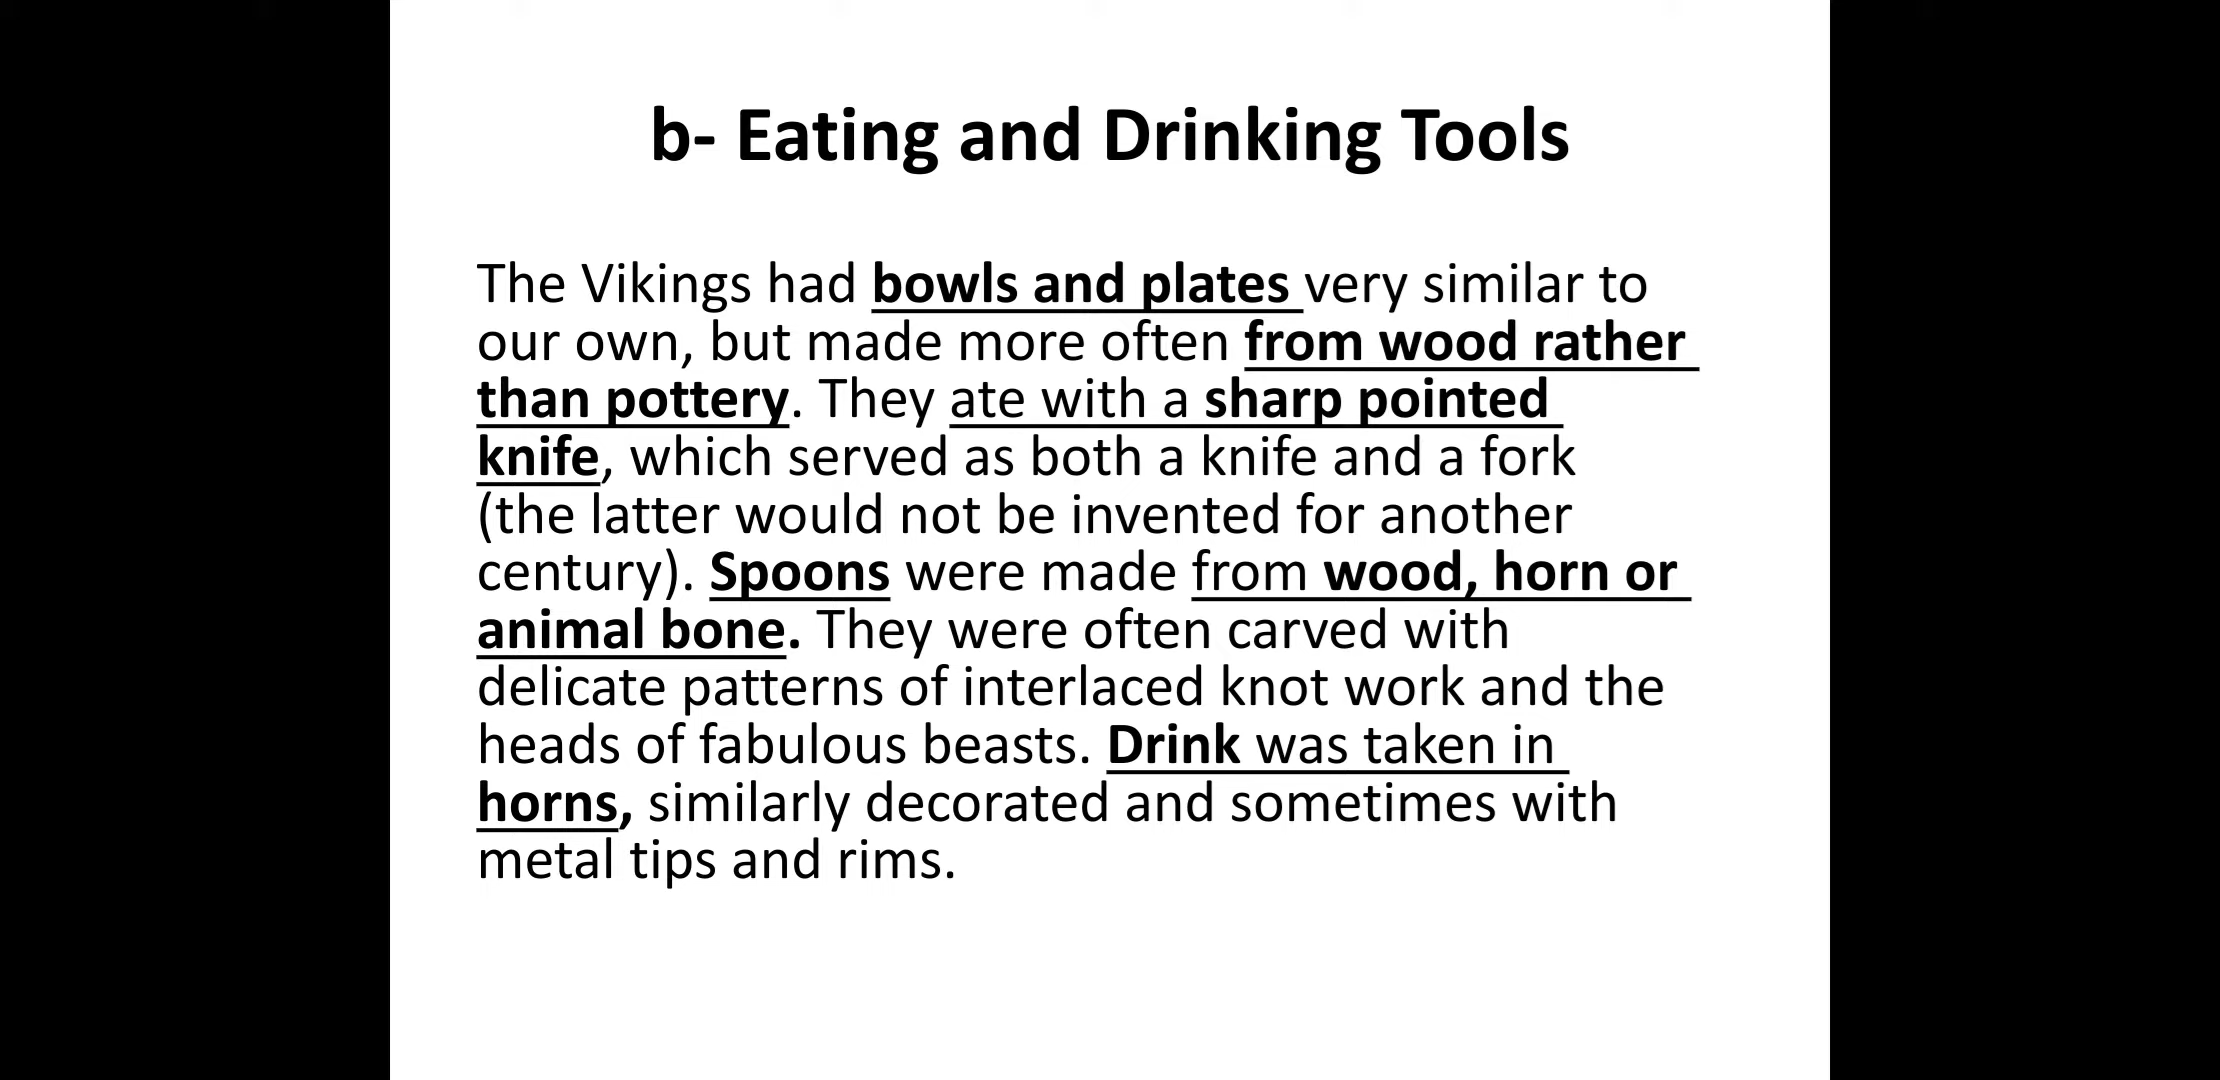 b- Eating and Drinking Tools
The Vikings had bowls and plates very similar to
our own, but made more often from wood rather
than pottery. They ate with a sharp pointed
knife, which served as both a knife and a fork
(the latter would not be invented for another
century). Spoons were made from wood, horn or
animal bone. They were often carved with
delicate patterns of interlaced knot work and the
heads of fabulous beasts. Drink was taken in
horns, similarly decorated and sometimes with
metal tips and rims.